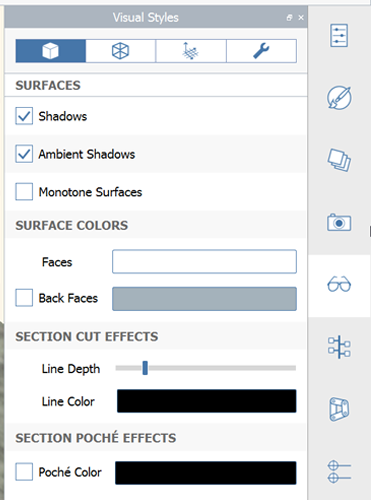 Visual Styles
SURFACES
Shadows
Ambient Shadows
Monotone Surfaces
SURFACE COLORS
Faces
Back Faces
SECTION CUT EFFECTS
Line Depth
Line Color
SECTION POCHÉ EFFECTS
Poché Color